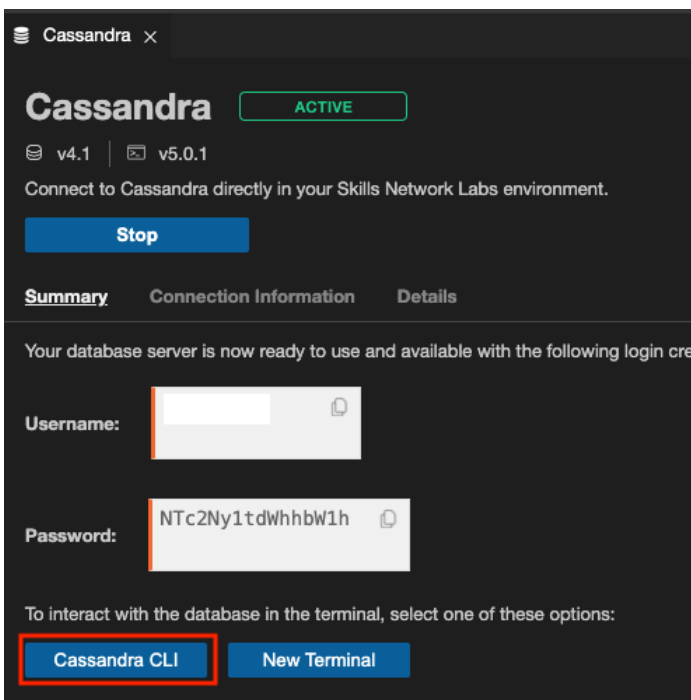 Cassandra
Cassandra ACTIVE
v4.1 v5.0.1
Connect to Cassandra directly in your Skills Network Labs environment.
Stop
Summary Connection Information Details
Your database server is now ready to use and available with the following login cre
Username:
NTc2Ny1tdWhhbW1h
Password:
To interact with the database in the terminal, select one of these options:
Cassandra CLI New Terminal